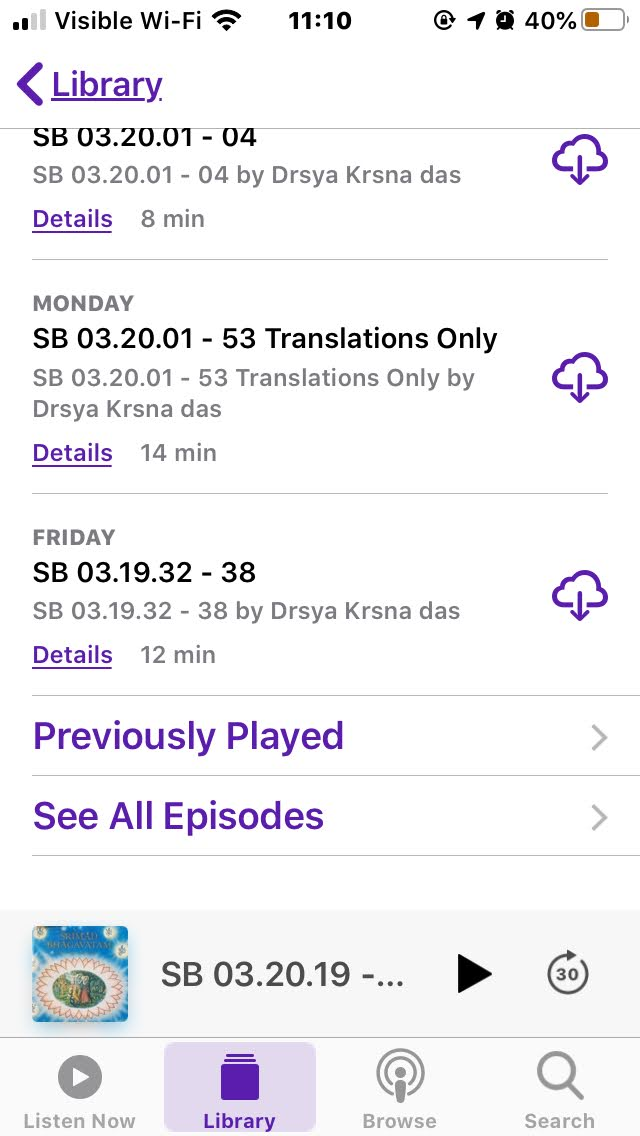 Visible Wi-Fi 11:10 40%
Library
SB 03.20.01 - 04
SB 03.20.01 - 04 by Drsya Krsna das
Details 8 min
MONDAY
SB 03.20.01 - 53 Translations Only
SB 03.20.01 - 53 Translations Only by
Drsya Krsna das
Details 14 min
FRIDAY
SB 03.19.32 - 38
SB 03.19.32 - 38 by Drsya Krsna das
Details 12 min
Previously Played
See All Episodes
SRIMAD
BHAGAVATAM
SB 03.20.19 -...
30
Listen Now Library Browse Search